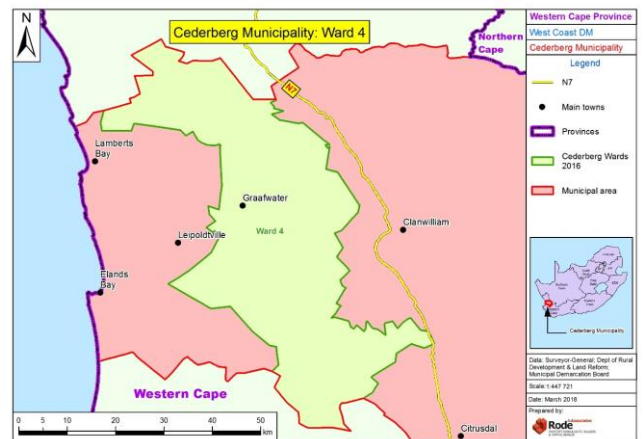 N
Cederberg Municipality: Ward 4
Northern
Cape
N7
Lamberts
Bay
Graafwater
Leipoldtville
Ward 4
Clanwilliam
Elands
Bay
Western Cape
Citrusdal
0 5 10 20 30 40 50
km
Western Cape Province
West Coast DM
Cederberg Municipality
Legend
N7
Main towns
Provinces
Cederberg Wards
2016
Municipal area
Cederberg Municipality
Data: Surveyor-General; Dept of Rural
Development & Land Reform;
Municipal Demarcation Board
Scale:1:447 721
Date: March 2018
Prepared by:
Rode